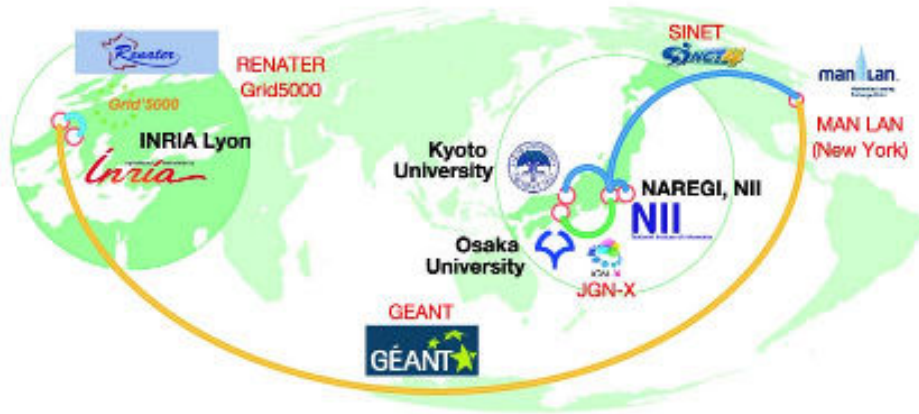 Renater
RENATER
Grid5000
Grid'5000
INRIA Lyon
inria
SINET
SINET4
man lan
MAN LAN
(New York)
Kyoto
University
NAREGI, NII
NII
Osaka
University
JGN-X
JGN-X
GEANT
GÉANT